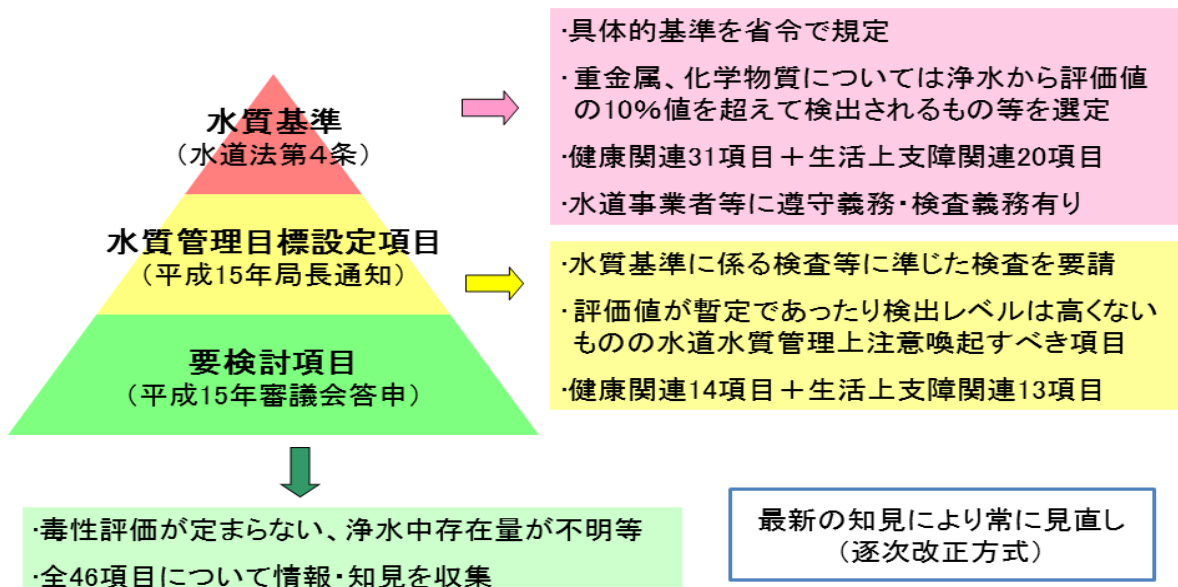 水質基準
(水道法第4条)
・具体的基準を省令で規定
・重金属、化学物質については浄水から評価値
の10%値を超えて検出されるもの等を選定
・健康関連31項目＋生活上支障関連20項目
・水道事業者等に遵守義務・検査義務有り
水質管理目標設定項目
(平成15年局長通知)
・水質基準に係る検査等に準じた検査を要請
・評価値が暫定であったり検出レベルは高くない
ものの水道水質管理上注意喚起すべき項目
・健康関連14項目＋生活上支障関連13項目
要検討項目
(平成15年審議会答申)
・毒性評価が定まらない、浄水中存在量が不明等
・全46項目について情報・知見を収集
最新の知見により常に見直し
(逐次改正方式)